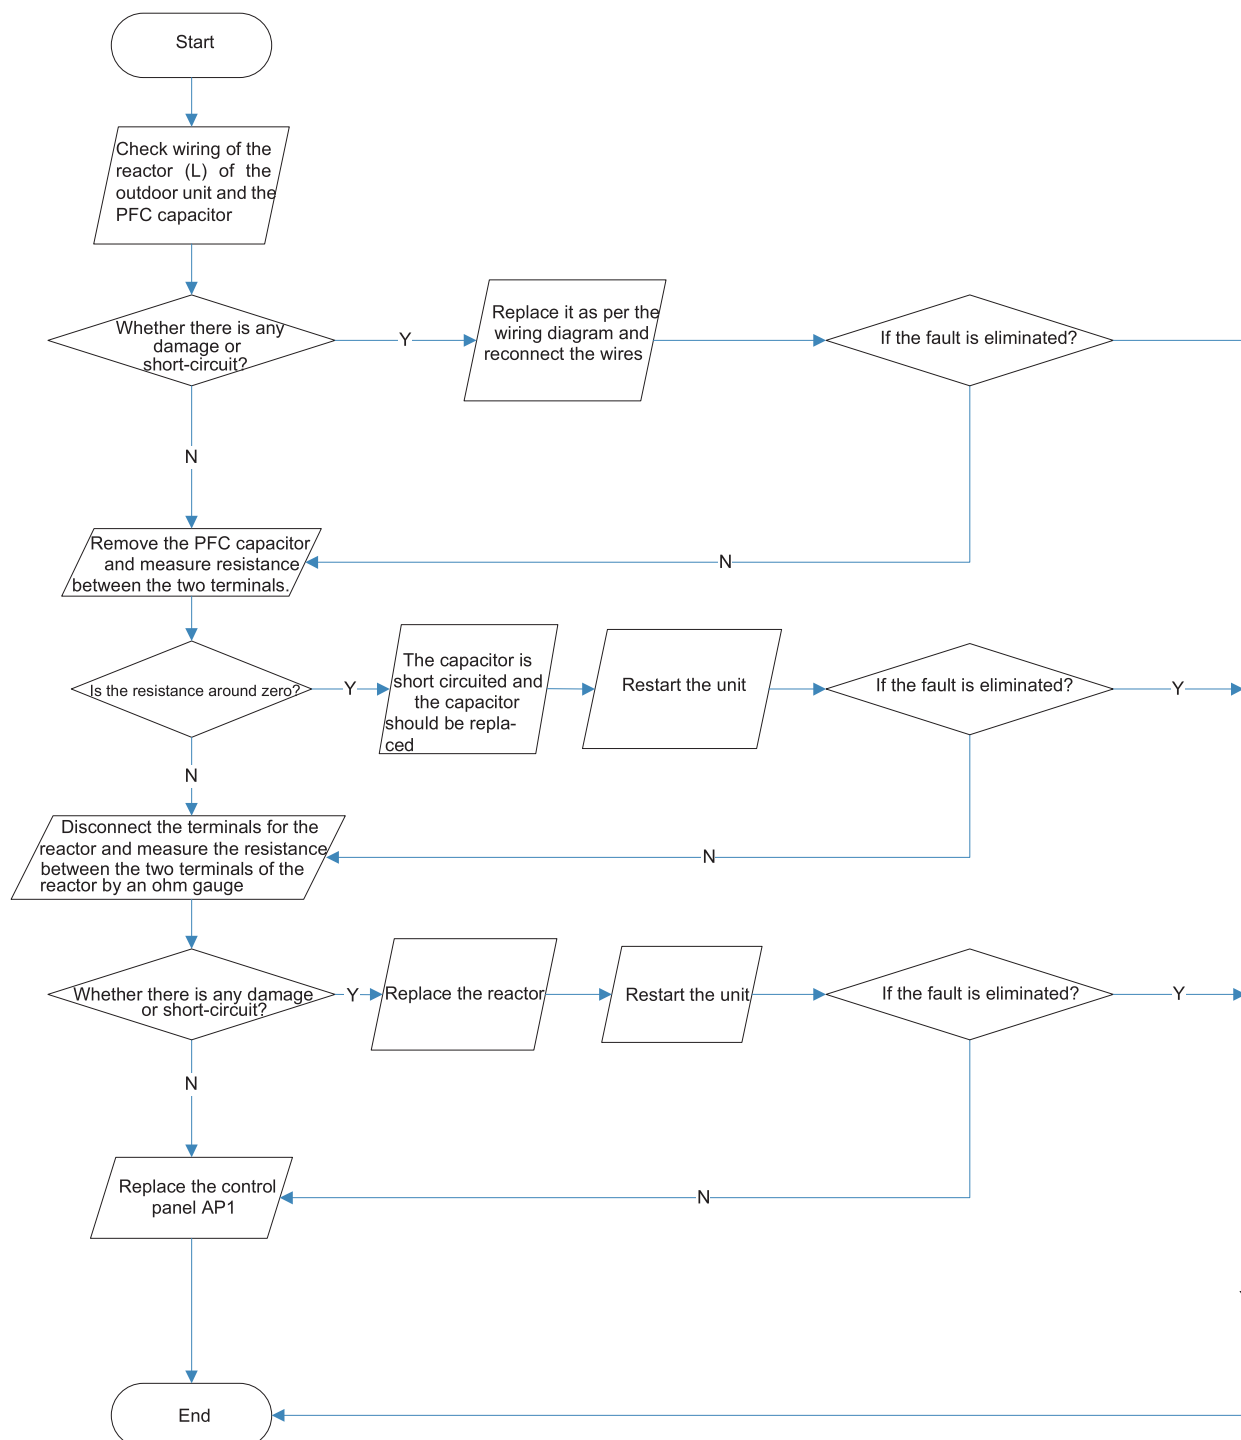 Start
Check wiring of the
reactor (L) of the
outdoor unit and the
PFC capacitor
Whether there is any
damage or
short-circuit?
Y
Replace it as per the
wiring diagram and
reconnect the wires
If the fault is eliminated?
N
Remove the PFC capacitor
and measure resistance
between the two terminals.
N
Is the resistance around zero?
Y
The capacitor is
short circuited and
the capacitor
should be repla-
ced
Restart the unit
If the fault is eliminated?
Y
N
Disconnect the terminals for the
reactor and measure the resistance
between the two terminals of the
reactor by an ohm gauge
N
Whether there is any damage
or short-circuit?
Y
Replace the reactor
Restart the unit
If the fault is eliminated?
Y
N
Replace the control
panel AP1
N
End